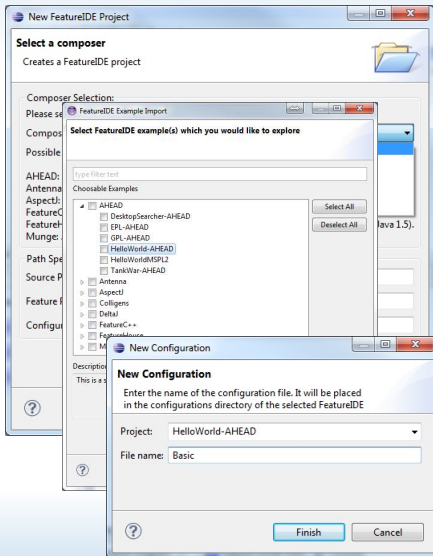 New FeatureIDE Project
Select a composer
Creates a FeatureIDE project
Composer Selection:
Please se
Compos
Possible
AHEAD:
Antenna
AspectJ:
FeatureC
FeatureH
Java 1.5).
Munge:
Path Spe
Source P
Feature
Configu
FeatureIDE Example Import
Select FeatureIDE example(s) which you would like to explore
type filter text
Choosable Examples
AHEAD
DesktopSearcher-AHEAD
EPL-AHEAD
GPL-AHEAD
HelloWorld-AHEAD
HelloWorldMSPL2
TankWar-AHEAD
Antenna
AspectJ
Colligens
DeltaJ
FeatureC++
FeatureHouse
M
Select All
Deselect All
Description
This is a s
New Configuration
New Configuration
Enter the name of the configuration file. It will be placed
in the configurations directory of the selected FeatureIDE
Project: HelloWorld-AHEAD
File name: Basic
Finish Cancel